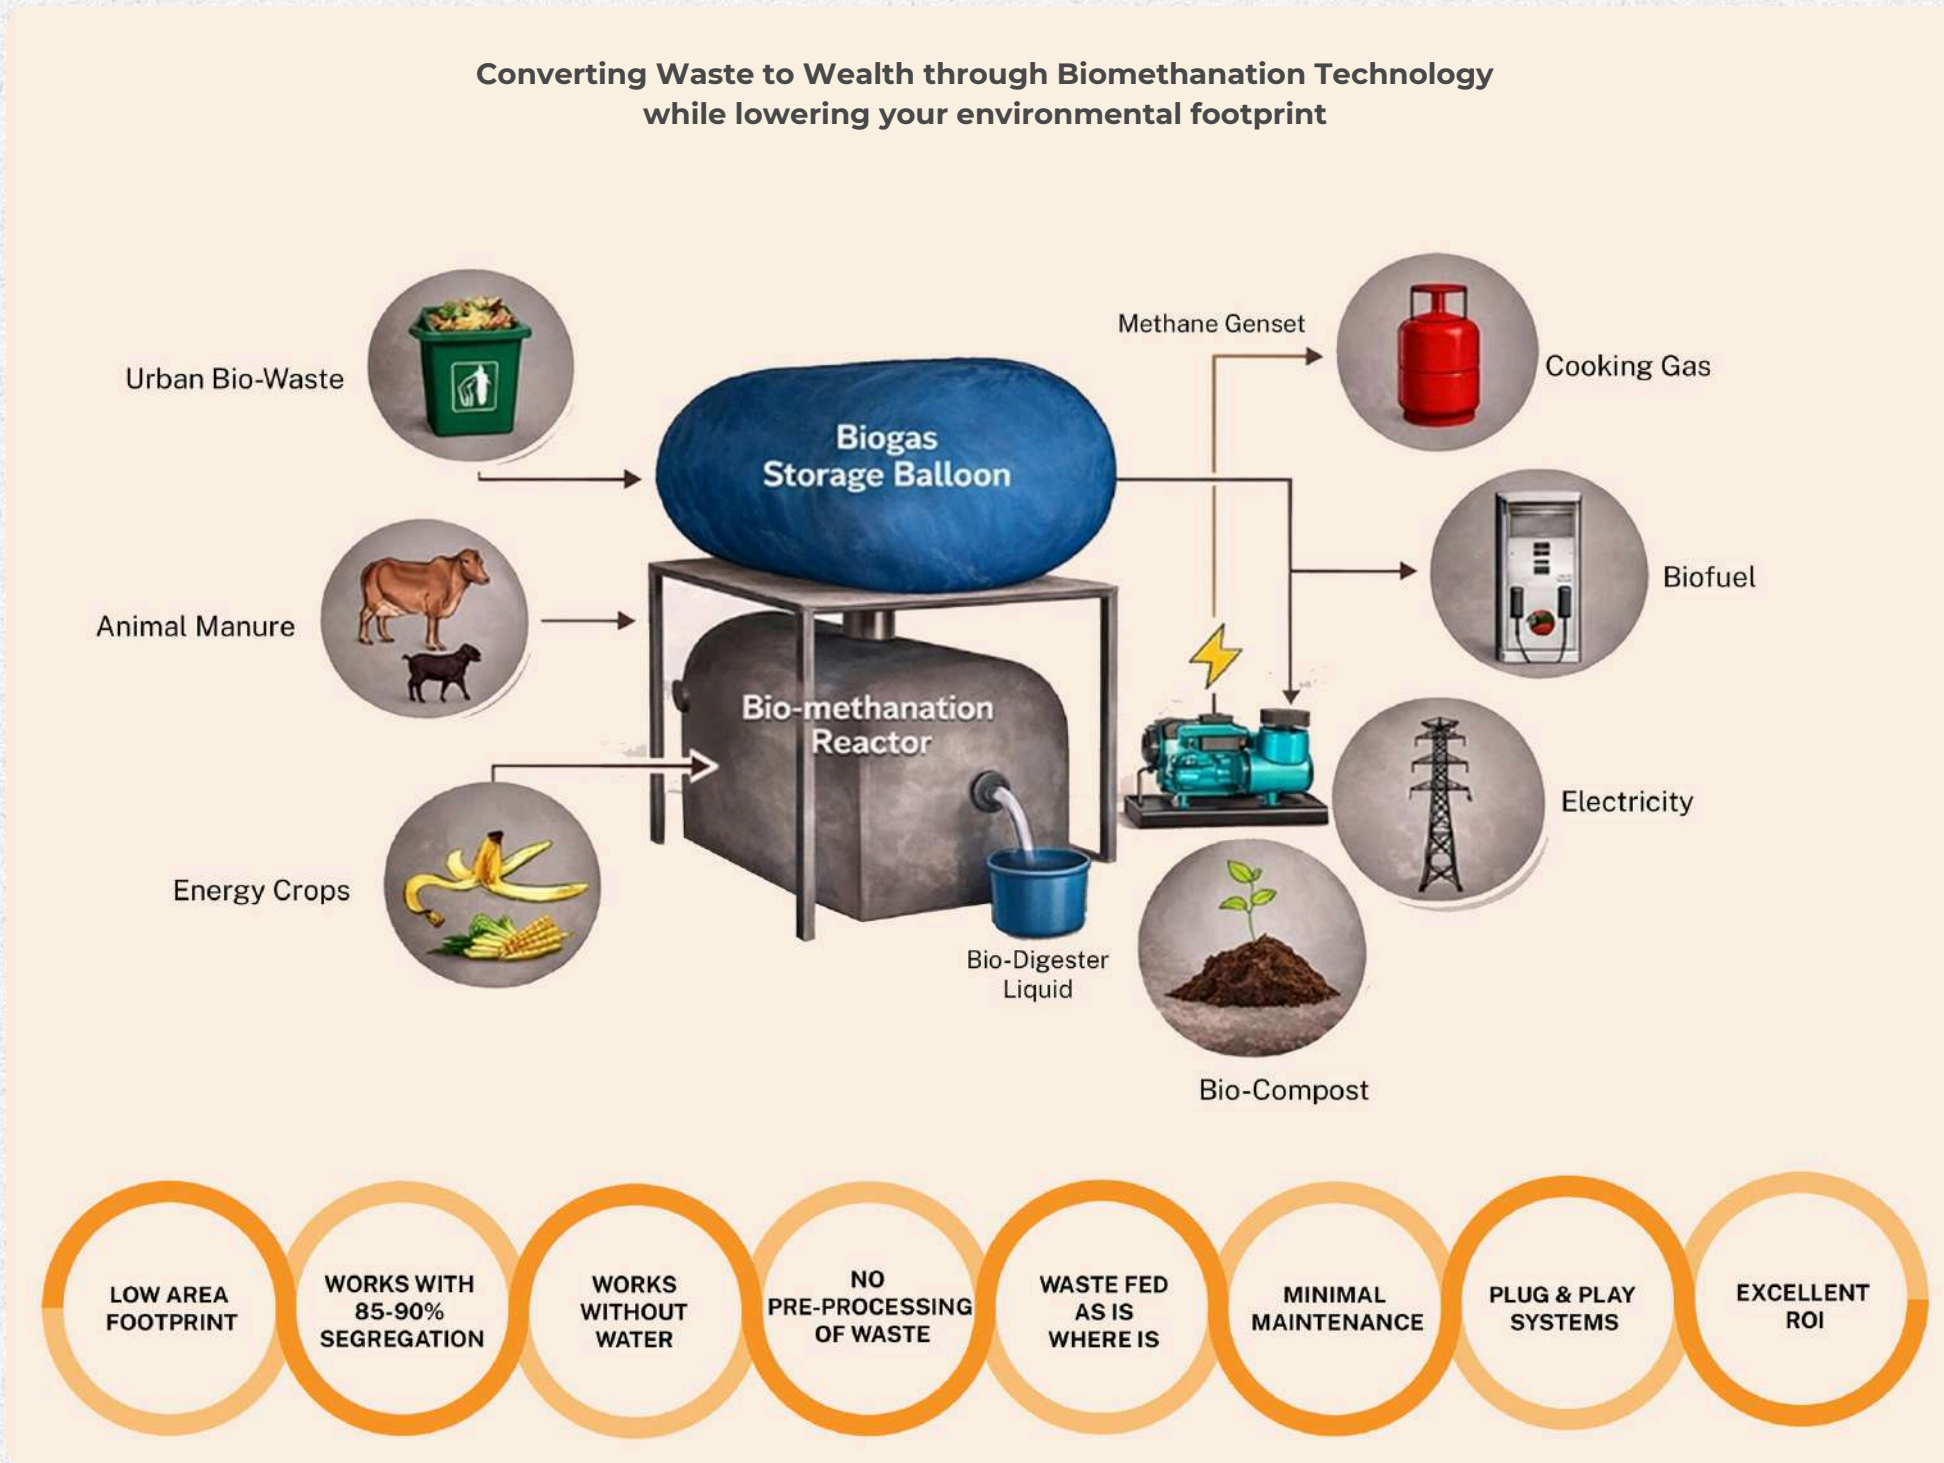 Converting Waste to Wealth through Biomethanation Technology
while lowering your environmental footprint
Methane Genset
Cooking Gas
Urban Bio-Waste
Biogas
Storage Balloon
Biofuel
Animal Manure
Bio-methanation
Reactor
Electricity
Energy Crops
Bio-Digester
Liquid
Bio-Compost
LOW AREA
FOOTPRINT
WORKS WITH
85-90%
SEGREGATION
WORKS
WITHOUT
WATER
NO
PRE-PROCESSING
OF WASTE
WASTE FED
AS IS
WHERE IS
MINIMAL
MAINTENANCE
PLUG & PLAY
SYSTEMS
EXCELLENT
ROI